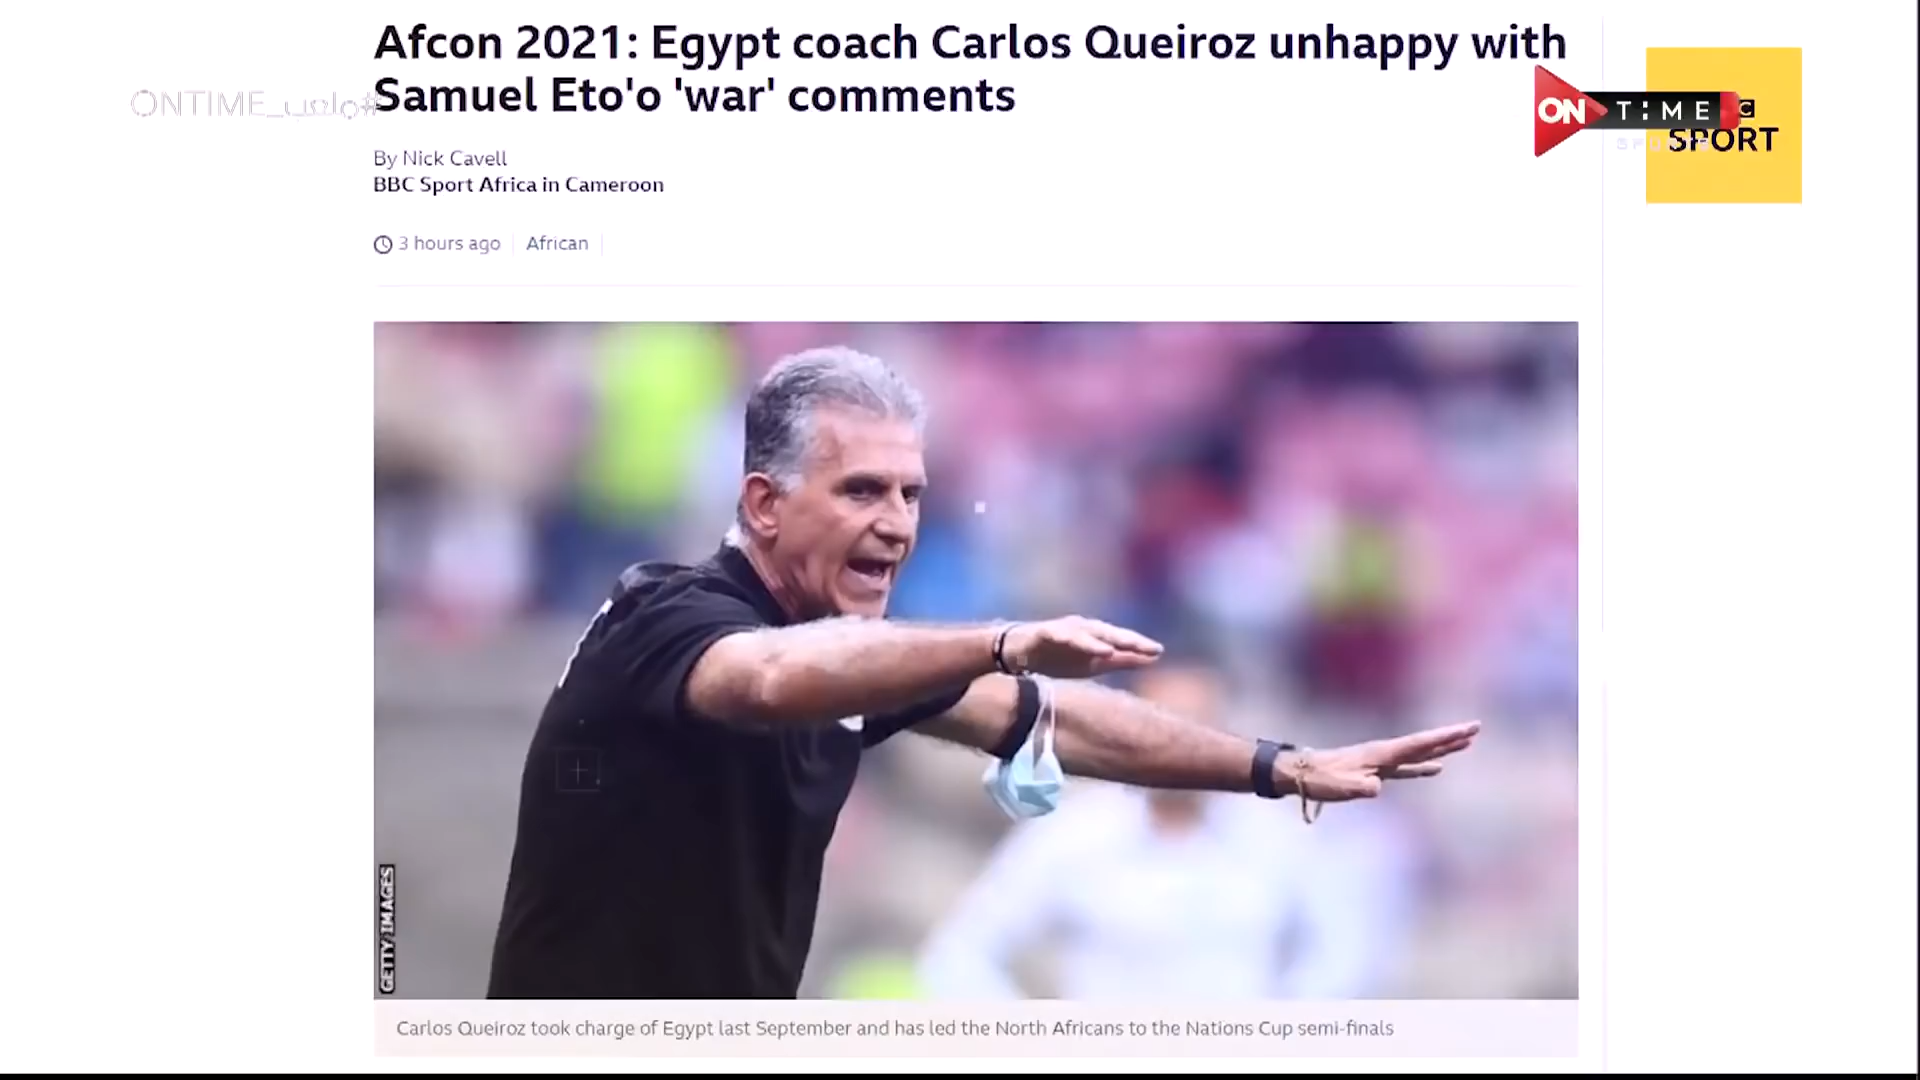 Afcon 2021: Egypt coach Carlos Queiroz unhappy with
Samuel Eto'o 'war' comments
#ملعب_ONTIME
ON TIME
SPORTS
SPORT
By Nick Cavell
BBC Sport Africa in Cameroon
3 hours ago
African
GETTY IMAGES
Carlos Queiroz took charge of Egypt last September and has led the North Africans to the Nations Cup semi-finals